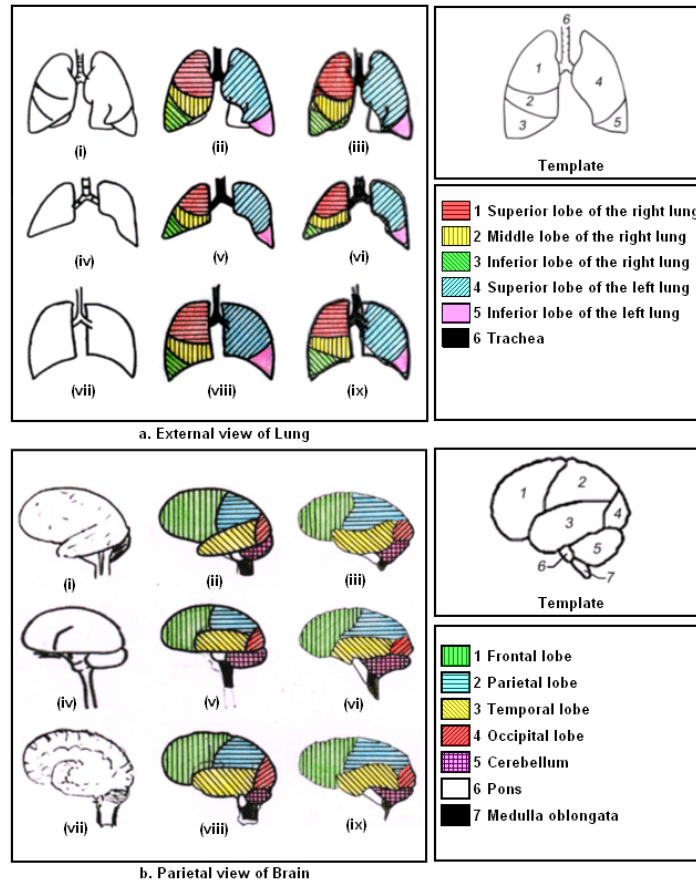 6
1
2
3
4
5
Template
(i)
(ii)
(iii)
(iv)
(v)
(vi)
(vii)
(viii)
(ix)
1 Superior lobe of the right lung
2 Middle lobe of the right lung
3 Inferior lobe of the right lung
4 Superior lobe of the left lung
5 Inferior lobe of the left lung
6 Trachea
a. External view of Lung
1
2
3
4
5
6
7
Template
(i)
(ii)
(iii)
(iv)
(v)
(vi)
(vii)
(viii)
(ix)
1 Frontal lobe
2 Parietal lobe
3 Temporal lobe
4 Occipital lobe
5 Cerebellum
6 Pons
7 Medulla oblongata
b. Parietal view of Brain